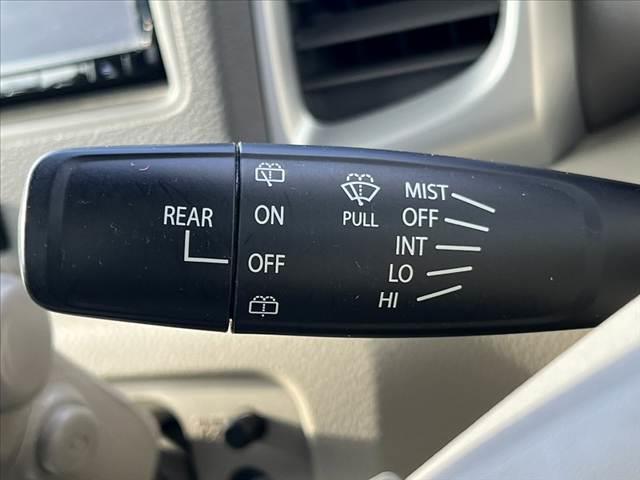 REAR
ON
OFF
PULL
MIST
OFF
INT
LO
HI